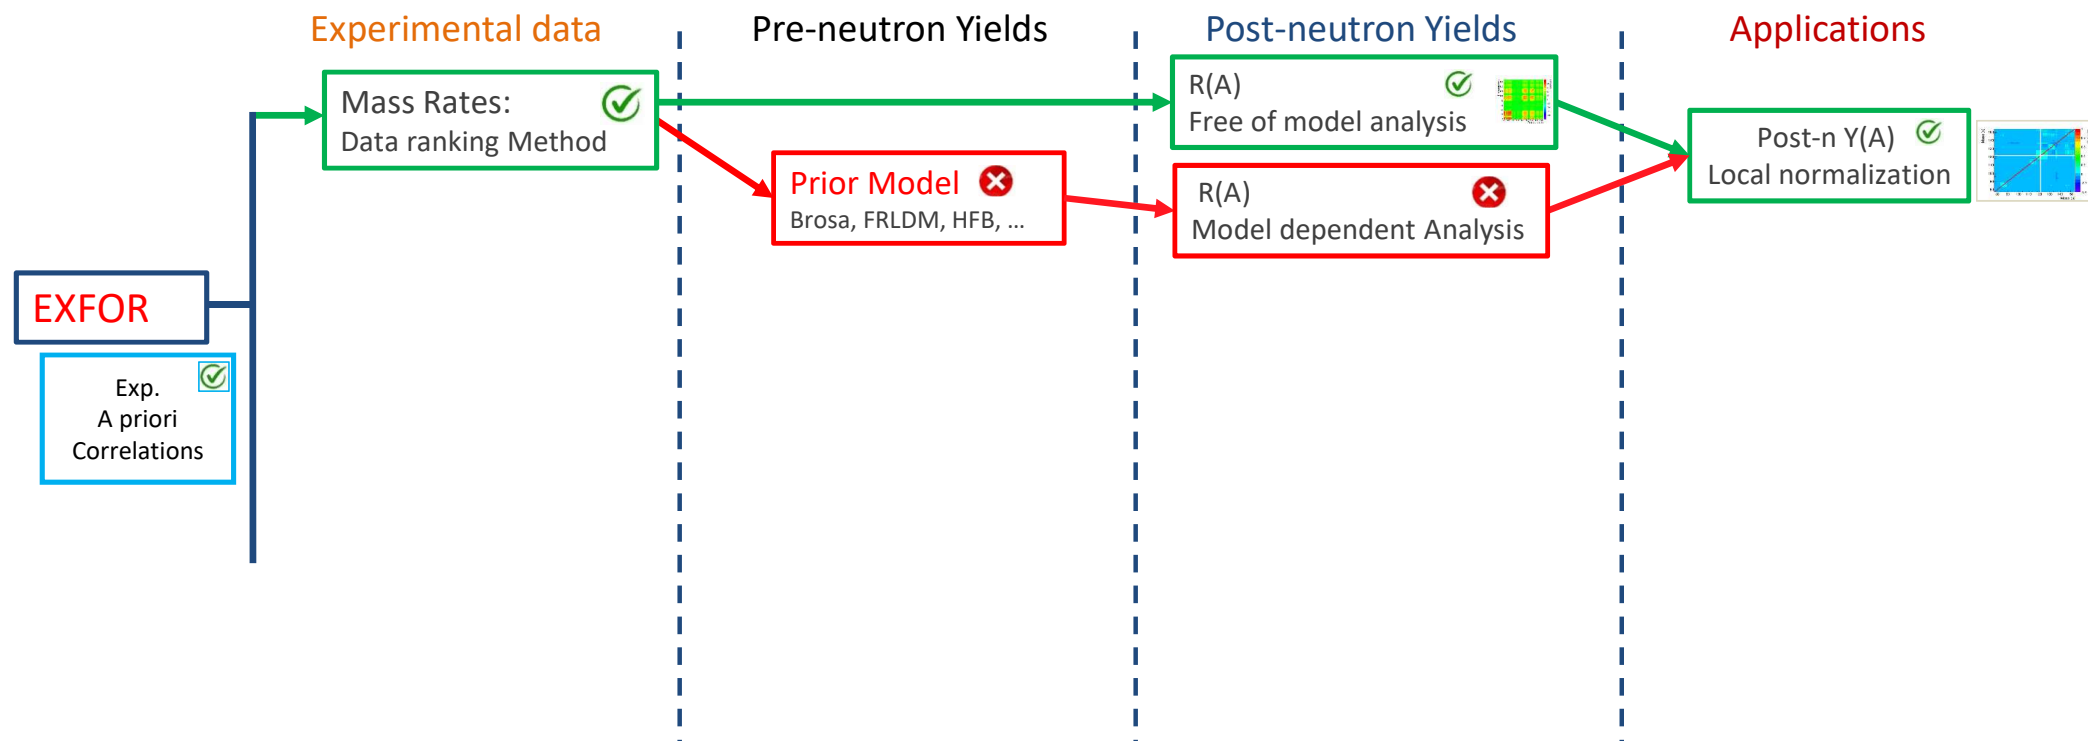 Experimental data
Pre-neutron Yields
Post-neutron Yields
Applications
Mass Rates:
Data ranking Method
R(A)
Free of model analysis
Post-n Y(A)
Local normalization
Prior Model
Brosa, FRLDM, HFB, ...
R(A)
Model dependent Analysis
EXFOR
Exp.
A priori
Correlations